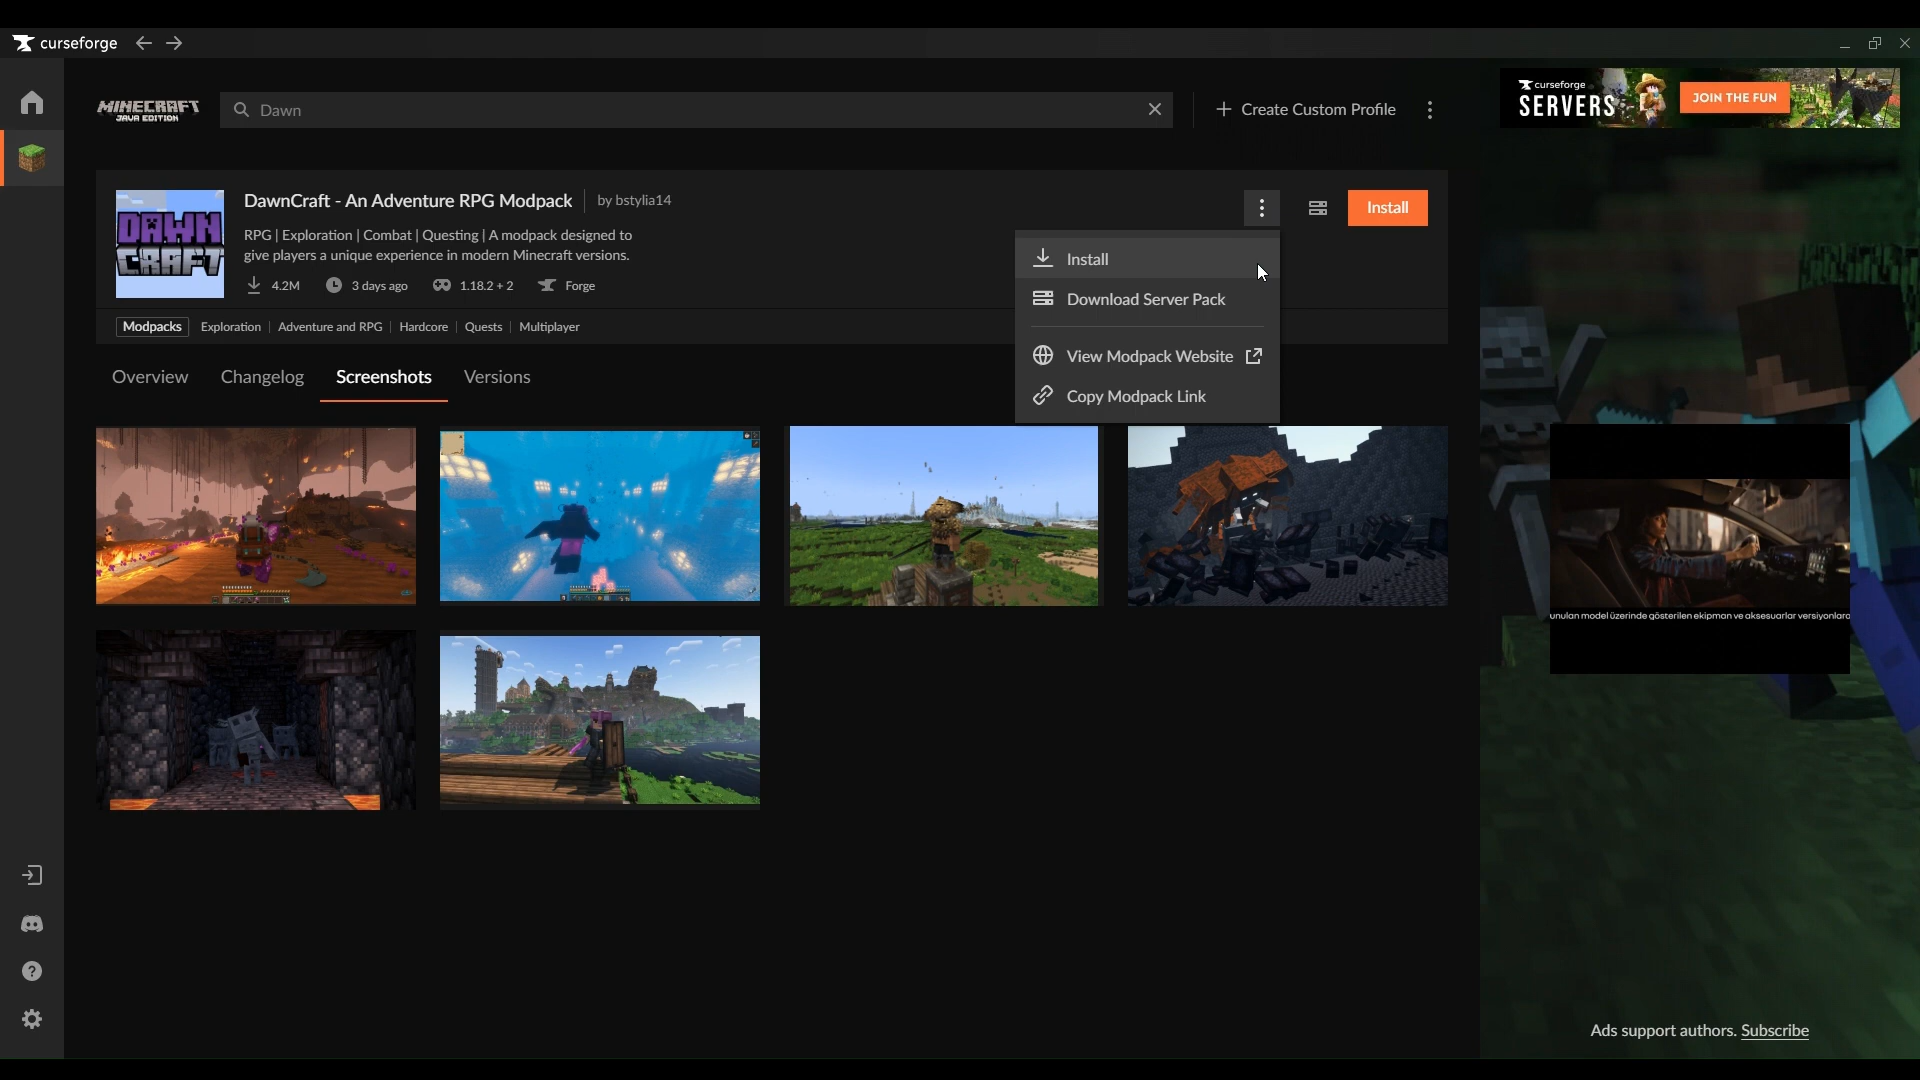 curseforge
MINECRAFT
JAVA EDITION
Dawn
Create Custom Profile
curseforge
SERVERS
JOIN THE FUN
DAWN
CRAFT
DawnCraft - An Adventure RPG Modpack
by bstylia14
RPG | Exploration | Combat | Questing | A modpack designed to
give players a unique experience in modern Minecraft versions.
4.2M
3 days ago
1.18.2 + 2
Forge
Install
Install
Download Server Pack
View Modpack Website
Copy Modpack Link
Modpacks
Exploration
Adventure and RPG
Hardcore
Quests
Multiplayer
Overview
Changelog
Screenshots
Versions
unulan model üzerinde gösterilen ekipman ve aksesuarlar versiyonlara
Ads support authors. Subscribe